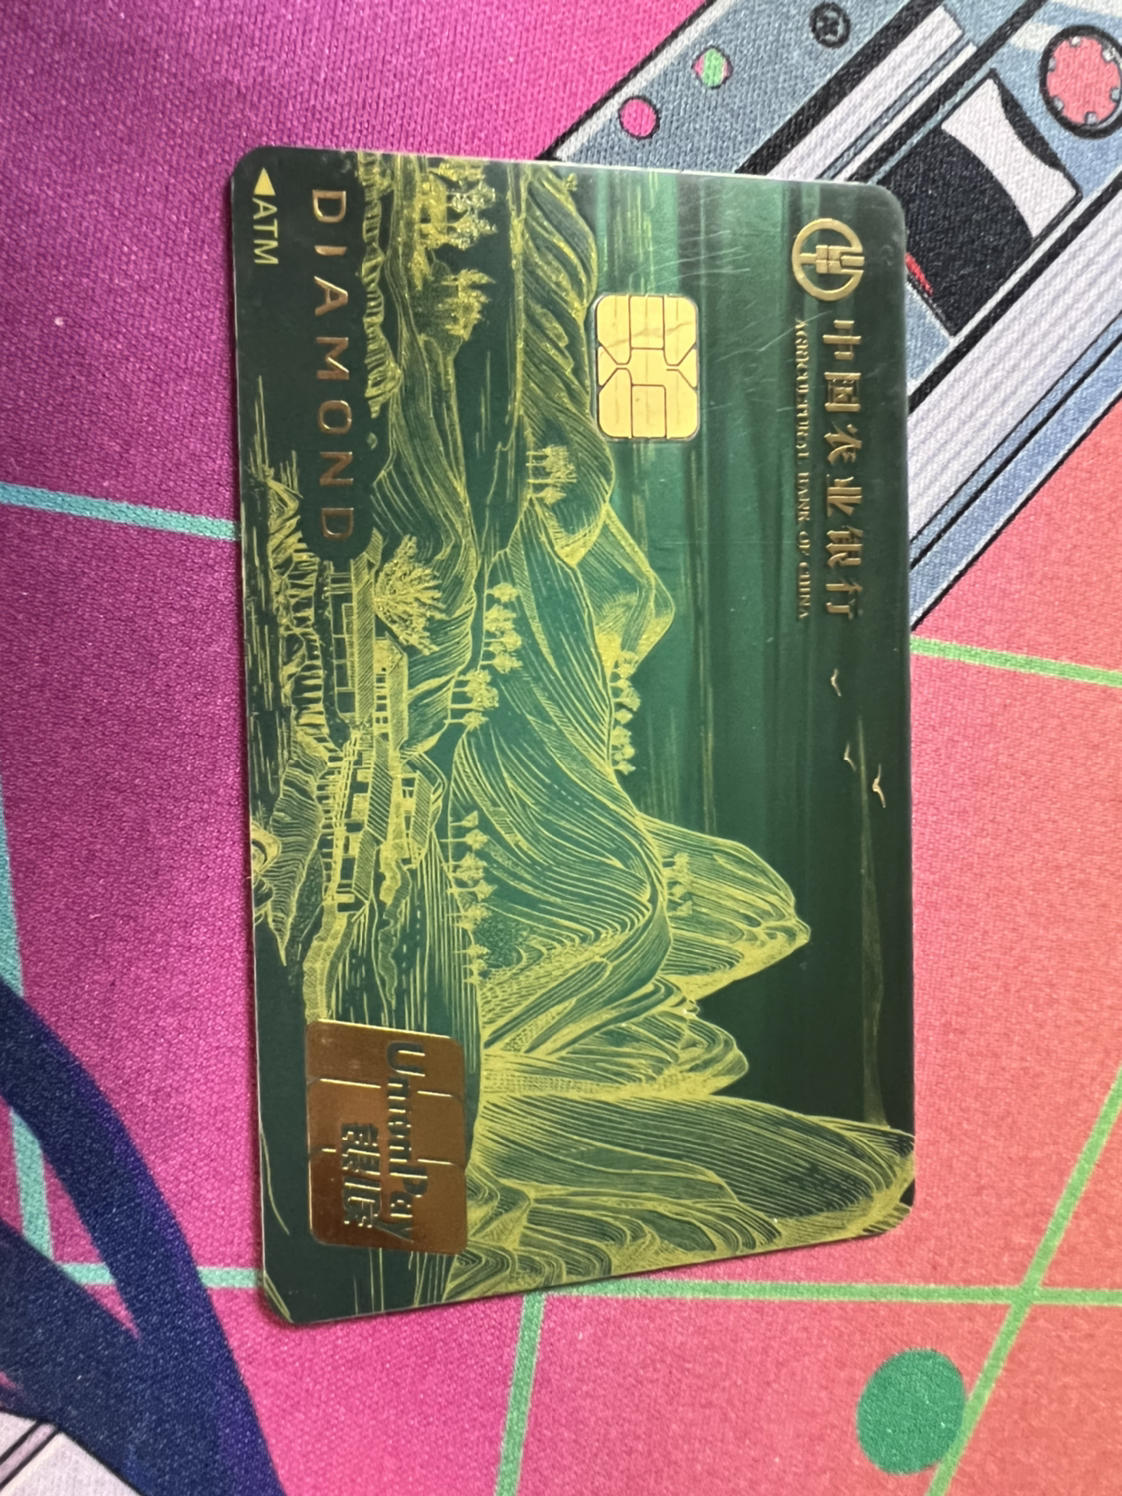 中国农业银行
AGRICULTURAL BANK OF CHINA
DIAMOND
ATM
UnionPay
银联